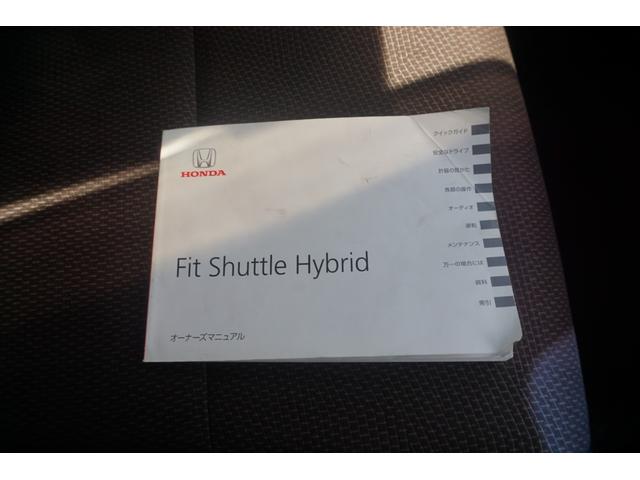 HONDA
Fit Shuttle Hybrid
オーナーズマニュアル
クイックガイド
安全なドライブ
計器の見かた
各部の操作
オーディオ
運転
メンテナンス
万一の場合には
資料
索引